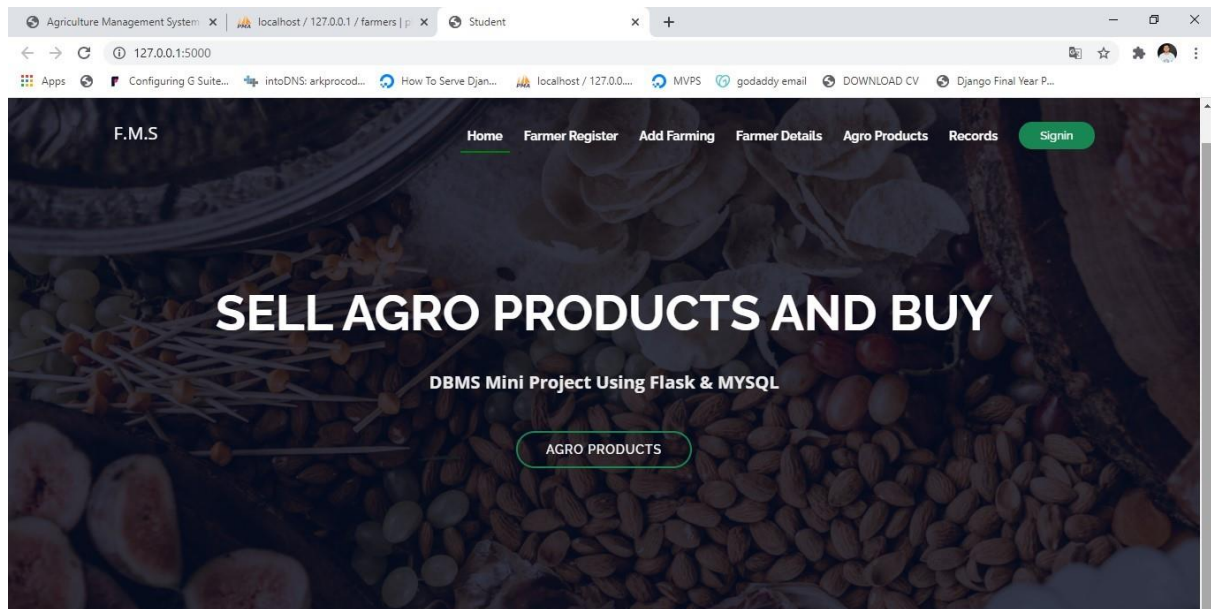 Agriculture Management System
localhost / 127.0.0.1 / farmers | p
Student
127.0.0.1:5000
Apps
Configuring G Suite...
intoDNS: arkprocod...
How To Serve Djan...
localhost / 127.0.0....
MVPS
godaddy email
DOWNLOAD CV
Django Final Year P...
F.M.S
Home Farmer Register Add Farming Farmer Details Agro Products Records Signin
SELL AGRO PRODUCTS AND BUY
DBMS Mini Project Using Flask & MYSQL
AGRO PRODUCTS